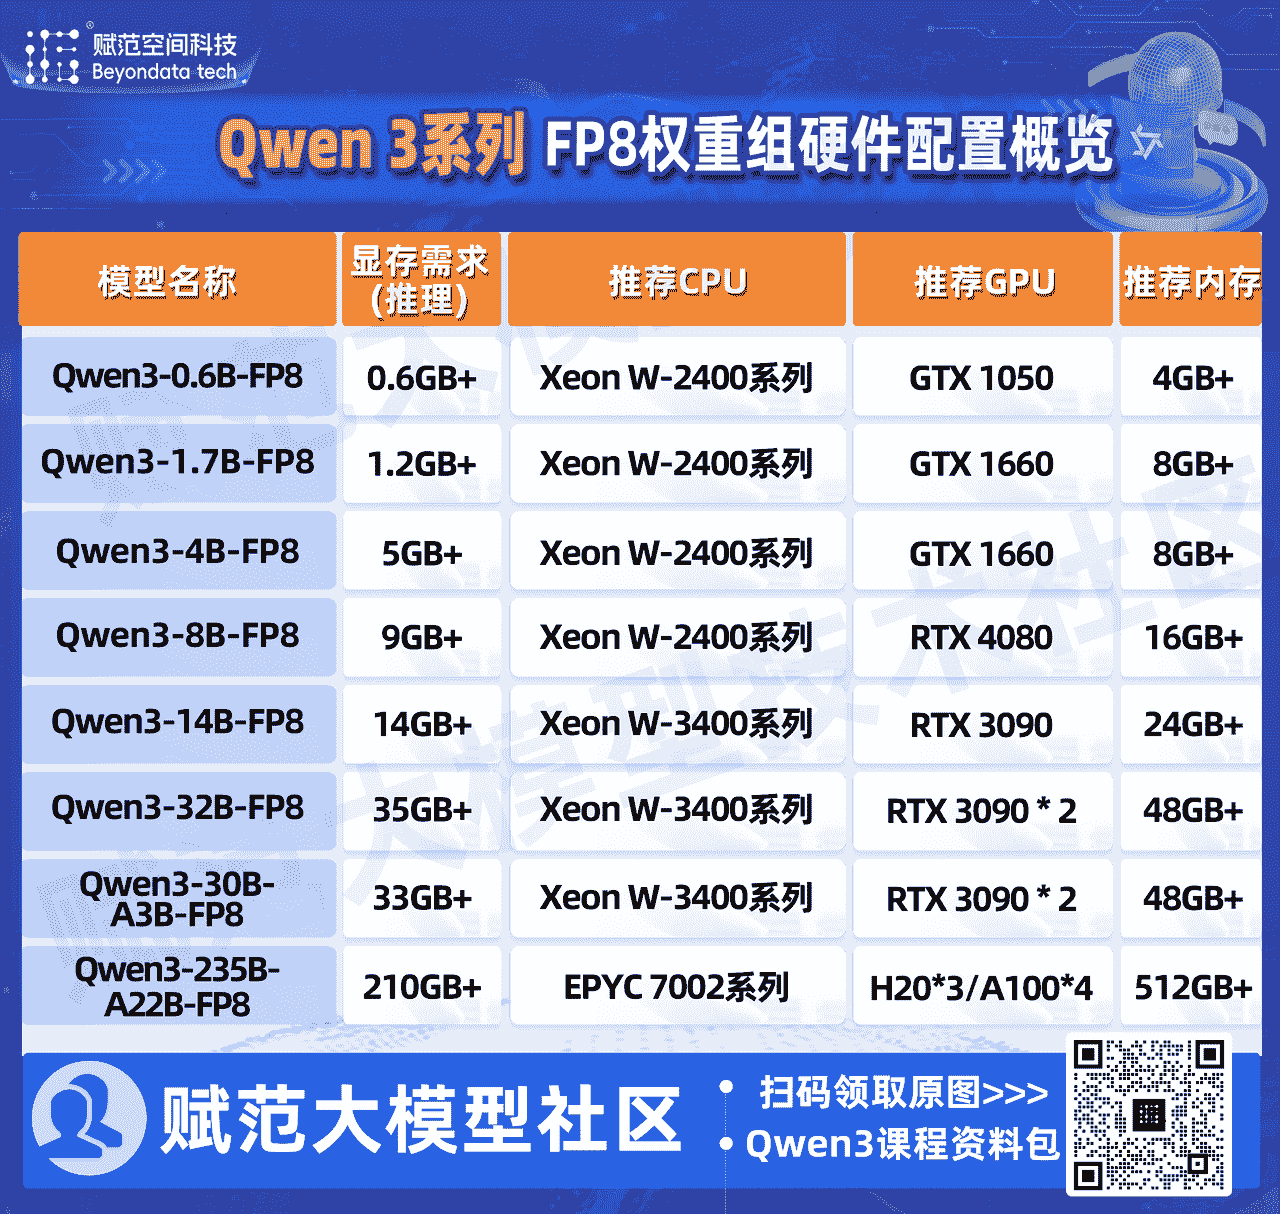 赋范空间科技
®
Beyondata tech
Qwen 3系列 FP8权重组硬件配置概览
模型名称 显存需求 (推理) 推荐CPU 推荐GPU 推荐内存
Qwen3-0.6B-FP8 0.6GB+ Xeon W-2400系列 GTX 1050 4GB+
Qwen3-1.7B-FP8 1.2GB+ Xeon W-2400系列 GTX 1660 8GB+
Qwen3-4B-FP8 5GB+ Xeon W-2400系列 GTX 1660 8GB+
Qwen3-8B-FP8 9GB+ Xeon W-2400系列 RTX 4080 16GB+
Qwen3-14B-FP8 14GB+ Xeon W-3400系列 RTX 3090 24GB+
Qwen3-32B-FP8 35GB+ Xeon W-3400系列 RTX 3090 * 2 48GB+
Qwen3-30B-A3B-FP8 33GB+ Xeon W-3400系列 RTX 3090 * 2 48GB+
Qwen3-235B-A22B-FP8 210GB+ EPYC 7002系列 H20*3/A100*4 512GB+
赋范大模型技术社区
赋范大模型社区
• 扫码领取原图>>>
• Qwen3课程资料包